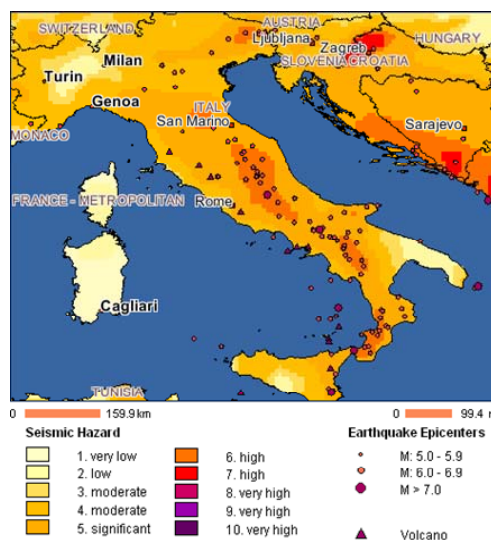 SWITZERLAND
AUSTRIA
HUNGARY
Ljubljana
Zagreb
SLOVENIA CROATIA
Milan
Turin
Genoa
ITALY
San Marino
Sarajevo
MONACO
FRANCE - METROPOLITAN
Rome
Cagliari
TUNISIA
0 159.9 km
0 99.4
Seismic Hazard
Earthquake Epicenters
1. very low
2. low
3. moderate
4. moderate
5. significant
6. high
7. high
8. very high
9. very high
10. very high
M: 5.0 - 5.9
M: 6.0 - 6.9
M > 7.0
Volcano